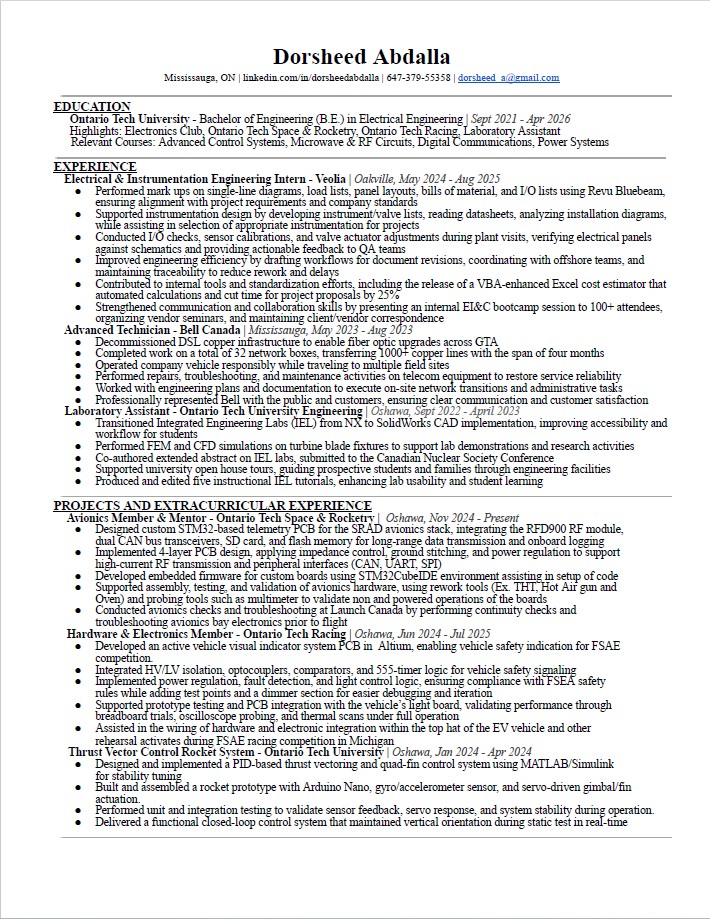 Dorsheed Abdalla
Mississauga, ON | linkedin.com/in/dorsheedabdalla | 647-379-55358 | dorsheed_a@gmail.com
EDUCATION
Ontario Tech University - Bachelor of Engineering (B.E.) in Electrical Engineering | Sept 2021 - Apr 2026
Highlights: Electronics Club, Ontario Tech Space & Rocketry, Ontario Tech Racing, Laboratory Assistant
Relevant Courses: Advanced Control Systems, Microwave & RF Circuits, Digital Communications, Power Systems
EXPERIENCE
Electrical & Instrumentation Engineering Intern - Veolia | Oakville, May 2024 - Aug 2025
● Performed mark ups on single-line diagrams, load lists, panel layouts, bills of material, and I/O lists using Revu Bluebeam,
ensuring alignment with project requirements and company standards
● Supported instrumentation design by developing instrument/valve lists, reading datasheets, analyzing installation diagrams,
while assisting in selection of appropriate instrumentation for projects
● Conducted I/O checks, sensor calibrations, and valve actuator adjustments during plant visits, verifying electrical panels
against schematics and providing actionable feedback to QA teams
● Improved engineering efficiency by drafting workflows for document revisions, coordinating with offshore teams, and
maintaining traceability to reduce rework and delays
● Contributed to internal tools and standardization efforts, including the release of a VBA-enhanced Excel cost estimator that
automated calculations and cut time for project proposals by 25%
● Strengthened communication and collaboration skills by presenting an internal EI&C bootcamp session to 100+ attendees,
organizing vendor seminars, and maintaining client/vendor correspondence
Advanced Technician - Bell Canada | Mississauga, May 2023 - Aug 2023
● Decommissioned DSL copper infrastructure to enable fiber optic upgrades across GTA
● Completed work on a total of 32 network boxes, transferring 1000+ copper lines with the span of four months
● Operated company vehicle responsibly while traveling to multiple field sites
● Performed repairs, troubleshooting, and maintenance activities on telecom equipment to restore service reliability
● Worked with engineering plans and documentation to execute on-site network transitions and administrative tasks
● Professionally represented Bell with the public and customers, ensuring clear communication and customer satisfaction
Laboratory Assistant - Ontario Tech University Engineering | Oshawa, Sept 2022 - April 2023
● Transitioned Integrated Engineering Labs (IEL) from NX to SolidWorks CAD implementation, improving accessibility and
workflow for students
● Performed FEM and CFD simulations on turbine blade fixtures to support lab demonstrations and research activities
● Co-authored extended abstract on IEL labs, submitted to the Canadian Nuclear Society Conference
● Supported university open house tours, guiding prospective students and families through engineering facilities
● Produced and edited five instructional IEL tutorials, enhancing lab usability and student learning
PROJECTS AND EXTRACURRICULAR EXPERIENCE
Avionics Member & Mentor - Ontario Tech Space & Rocketry | Oshawa, Nov 2024 - Present
● Designed custom STM32-based telemetry PCB for the SRAD avionics stack, integrating the RFD900 RF module,
dual CAN bus transceivers, SD card, and flash memory for long-range data transmission and onboard logging
● Implemented 4-layer PCB design, applying impedance control, ground stitching, and power regulation to support
high-current RF transmission and peripheral interfaces (CAN, UART, SPI)
● Developed embedded firmware for custom boards using STM32CubeIDE environment assisting in setup of code
● Supported assembly, testing, and validation of avionics hardware, using rework tools (Ex. THT, Hot Air gun and
Oven) and probing tools such as multimeter to validate non and powered operations of the boards
● Conducted avionics checks and troubleshooting at Launch Canada by performing continuity checks and
troubleshooting avionics bay electronics prior to flight
Hardware & Electronics Member - Ontario Tech Racing | Oshawa, Jun 2024 - Jul 2025
● Developed an active vehicle visual indicator system PCB in Altium, enabling vehicle safety indication for FSAE
competition.
● Integrated HV/LV isolation, optocouplers, comparators, and 555-timer logic for vehicle safety signaling
● Implemented power regulation, fault detection, and light control logic, ensuring compliance with FSEA safety
rules while adding test points and a dimmer section for easier debugging and iteration
● Supported prototype testing and PCB integration with the vehicle's light board, validating performance through
breadboard trials, oscilloscope probing, and thermal scans under full operation
● Assisted in the wiring of hardware and electronic integration within the top hat of the EV vehicle and other
rehearsal activates during FSAE racing competition in Michigan
Thrust Vector Control Rocket System - Ontario Tech University | Oshawa, Jan 2024 - Apr 2024
● Designed and implemented a PID-based thrust vectoring and quad-fin control system using MATLAB/Simulink
for stability tuning
● Built and assembled a rocket prototype with Arduino Nano, gyro/accelerometer sensor, and servo-driven gimbal/fin
actuation.
● Performed unit and integration testing to validate sensor feedback, servo response, and system stability during operation.
● Delivered a functional closed-loop control system that maintained vertical orientation during static test in real-time